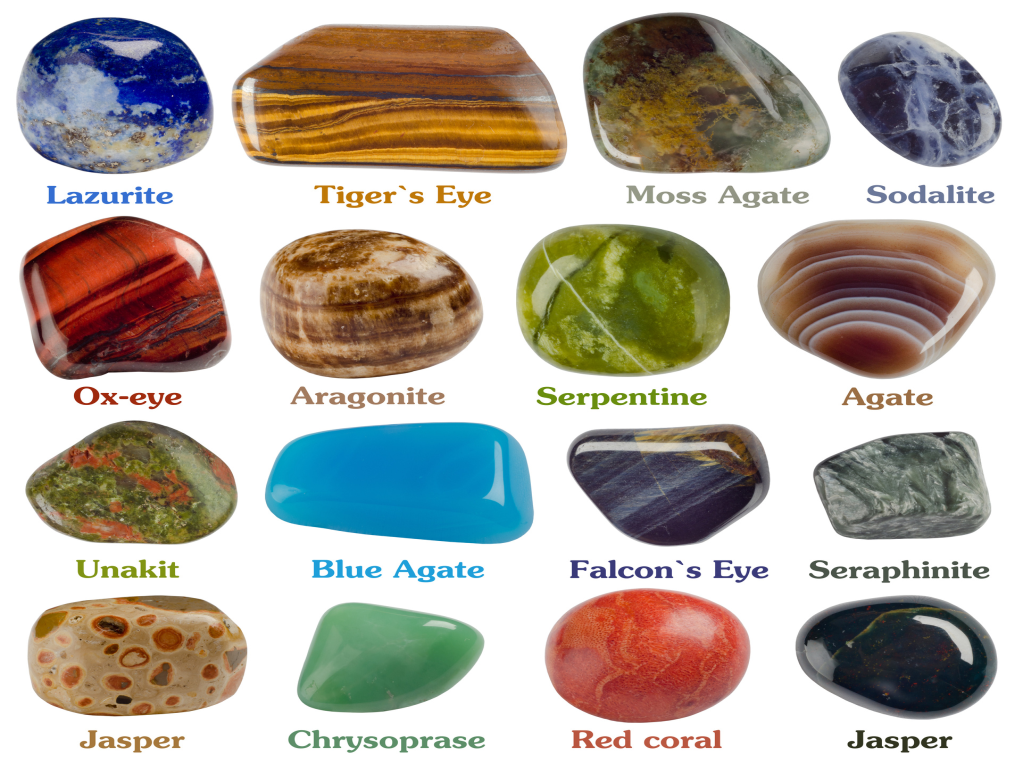 Lazurite
Tiger`s Eye
Moss Agate
Sodalite
Ox-eye
Aragonite
Serpentine
Agate
Unakit
Blue Agate
Falcon`s Eye
Seraphinite
Jasper
Chrysoprase
Red coral
Jasper